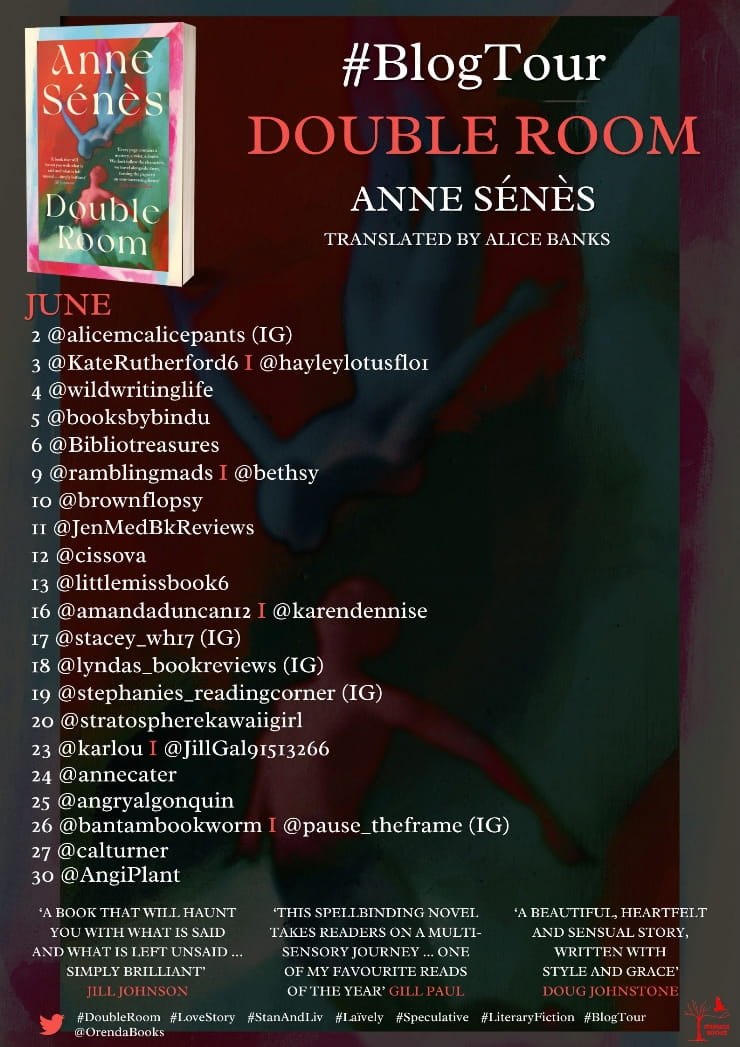 Anne
Sénès
Double
Room
#BlogTour
DOUBLE ROOM
ANNE SÉNÈS
TRANSLATED BY ALICE BANKS
JUNE
2 @alicemcalicepants (IG)
3 @KateRutherford6 I @hayleylotusflo1
4 @wildwritinglife
5 @booksbybindu
6 @Bibliotreasures
9 @ramblingmads I @bethsy
10 @brownflopsy
11 @JenMedBkReviews
12 @cissova
13 @littlemissbook6
16 @amandaduncan12 I @karendennise
17 @stacey_wh17 (IG)
18 @lyndas_bookreviews (IG)
19 @stephanies_readingcorner (IG)
20 @stratospherekawaiigirl
23 @karlou I @JillGal91513266
24 @annecater
25 @angryalgonquin
26 @bantambookworm I @pause_theframe (IG)
27 @calturner
30 @AngiPlant
‘A BOOK THAT WILL HAUNT
YOU WITH WHAT IS SAID
AND WHAT IS LEFT UNSAID ...
SIMPLY BRILLIANT’
JILL JOHNSON
‘THIS SPELLBINDING NOVEL
TAKES READERS ON A MULTI-
SENSORY JOURNEY ... ONE
OF MY FAVOURITE READS
OF THE YEAR’ GILL PAUL
‘A BEAUTIFUL, HEARTFELT
AND SENSUAL STORY,
WRITTEN WITH
STYLE AND GRACE’
DOUG JOHNSTONE
#DoubleRoom #LoveStory #StanAndLiv #Laïvely #Speculative #LiteraryFiction #BlogTour
@OrendaBooks